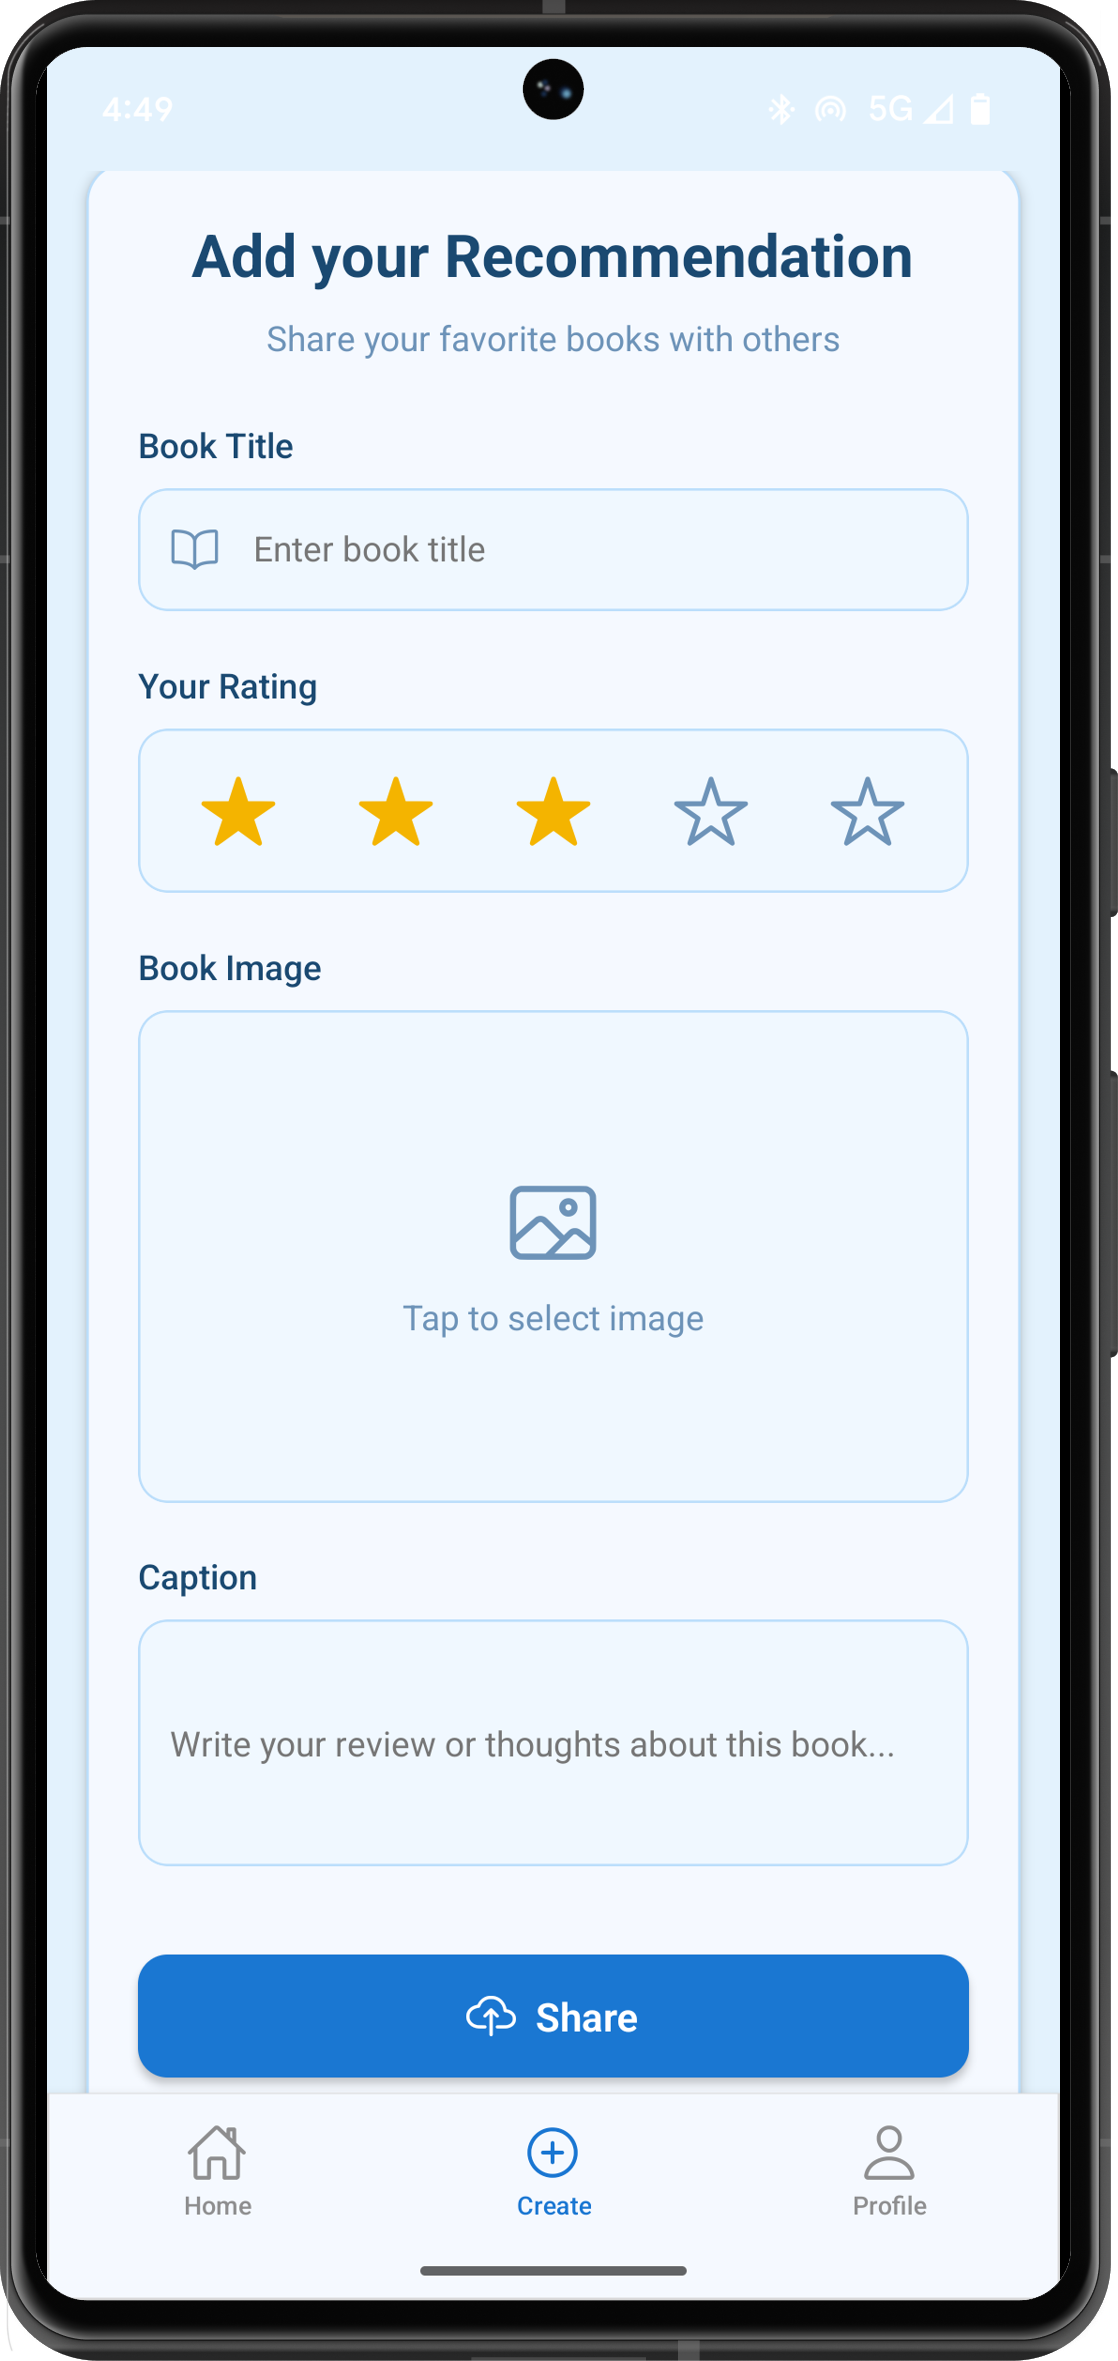 4:49
5G
Add your Recommendation
Share your favorite books with others
Book Title
Enter book title
Your Rating
Book Image
Tap to select image
Caption
Write your review or thoughts about this book...
Share
Home
Create
Profile